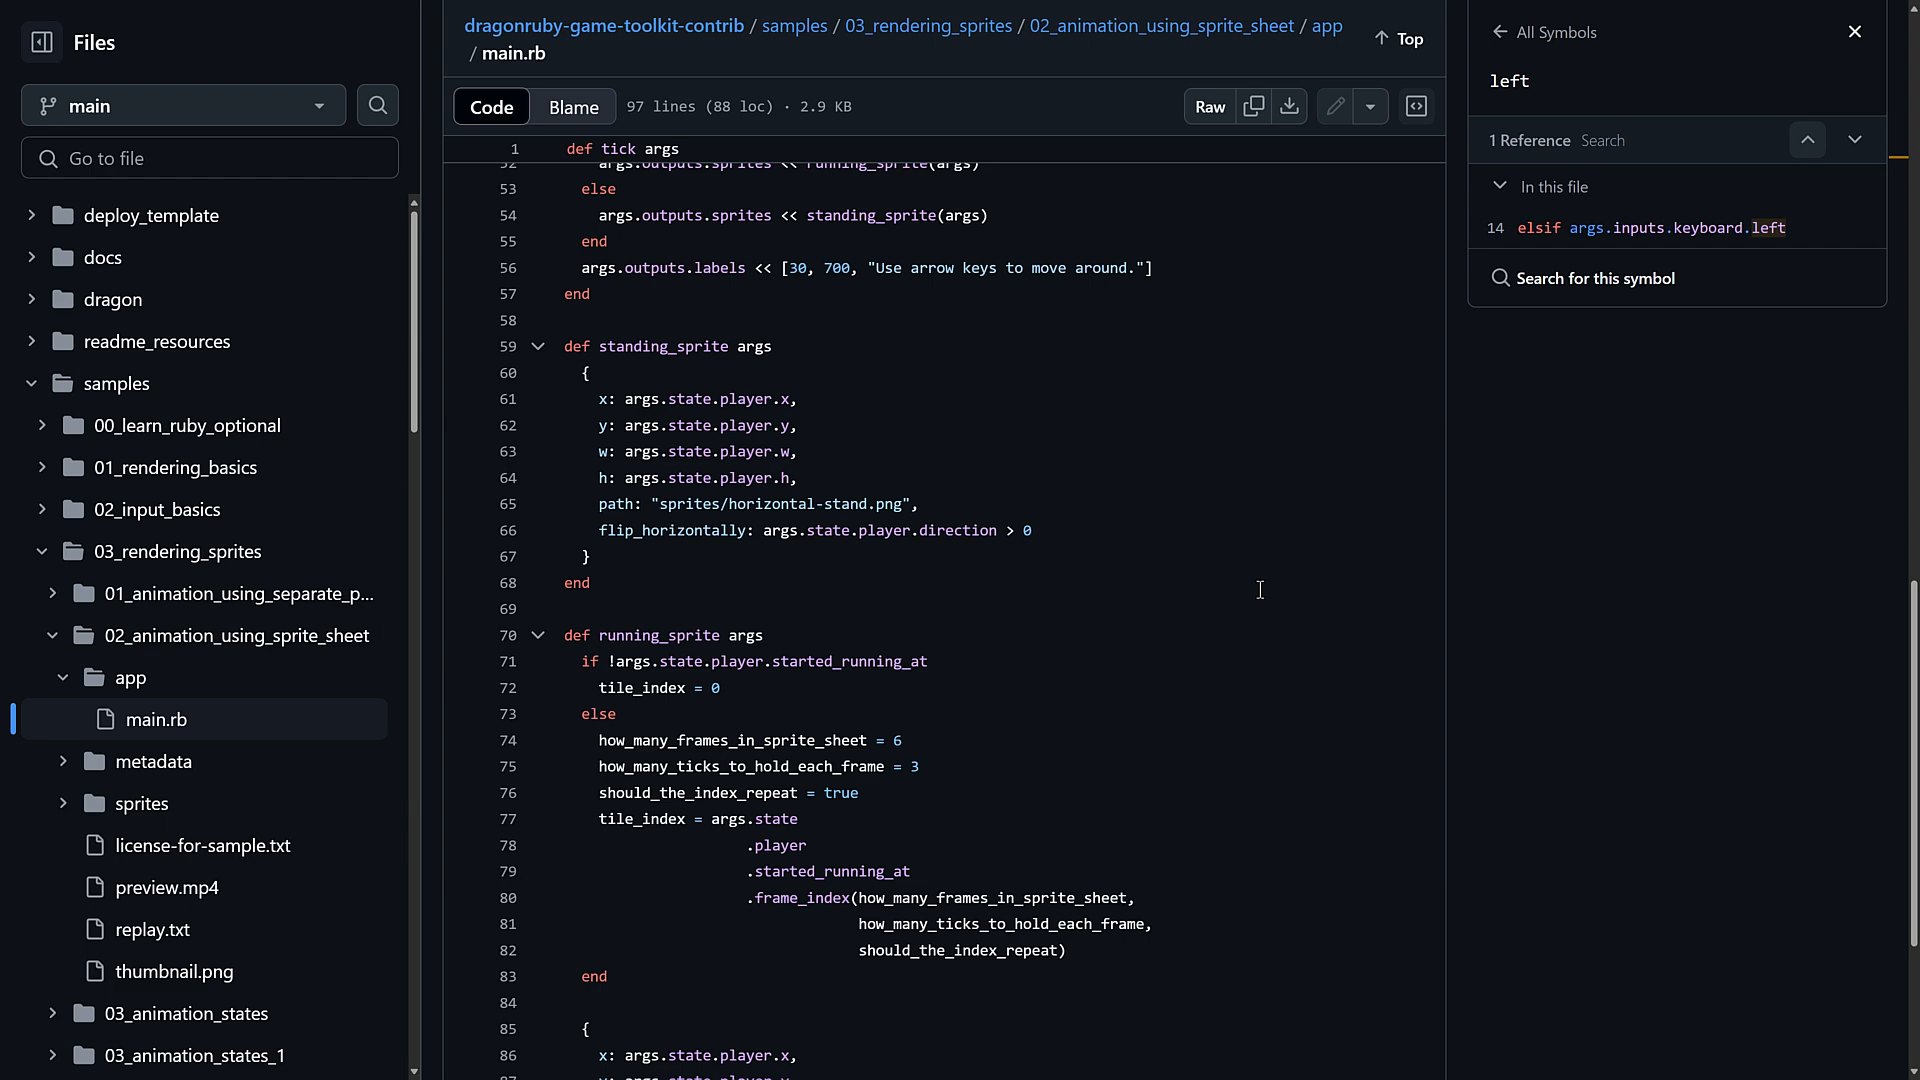 Files
main
Go to file
deploy_template
docs
dragon
readme_resources
samples
00_learn_ruby_optional
01_rendering_basics
02_input_basics
03_rendering_sprites
01_animation_using_separate_p...
02_animation_using_sprite_sheet
app
main.rb
metadata
sprites
license-for-sample.txt
preview.mp4
replay.txt
thumbnail.png
03_animation_states
03_animation_states_1
dragonruby-game-toolkit-contrib / samples / 03_rendering_sprites / 02_animation_using_sprite_sheet / app
/ main.rb
Top
Code Blame 97 lines (88 loc) · 2.9 KB Raw
1 def tick args
52 args.outputs.sprites << running_sprite(args)
53 else
54 args.outputs.sprites << standing_sprite(args)
55 end
56 args.outputs.labels << [30, 700, "Use arrow keys to move around."]
57 end
58
59 def standing_sprite args
60 {
61 x: args.state.player.x,
62 y: args.state.player.y,
63 w: args.state.player.w,
64 h: args.state.player.h,
65 path: "sprites/horizontal-stand.png",
66 flip_horizontally: args.state.player.direction > 0
67 }
68 end
69
70 def running_sprite args
71 if !args.state.player.started_running_at
72 tile_index = 0
73 else
74 how_many_frames_in_sprite_sheet = 6
75 how_many_ticks_to_hold_each_frame = 3
76 should_the_index_repeat = true
77 tile_index = args.state
78 .player
79 .started_running_at
80 .frame_index(how_many_frames_in_sprite_sheet,
81 how_many_ticks_to_hold_each_frame,
82 should_the_index_repeat)
83 end
84
85 {
86 x: args.state.player.x,
87 y: args.state.player.y,
All Symbols
left
1 Reference Search
In this file
14 elsif args.inputs.keyboard.left
Search for this symbol